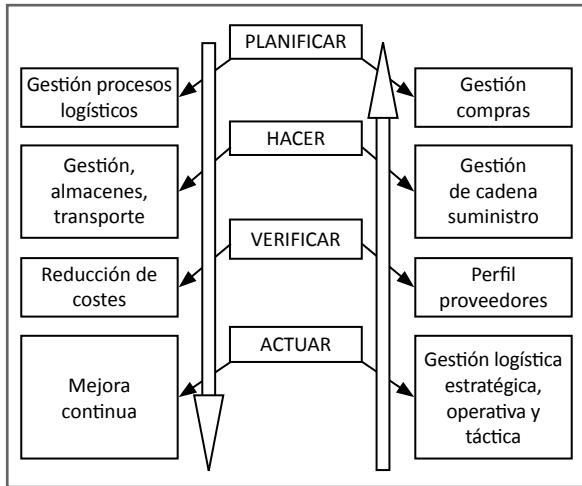 PLANIFICAR
Gestión procesos
logísticos
Gestión
compras
HACER
Gestión,
almacenes,
transporte
Gestión
de cadena
suministro
VERIFICAR
Reducción de
costes
Perfil
proveedores
ACTUAR
Mejora
continua
Gestión logística
estratégica,
operativa y
táctica